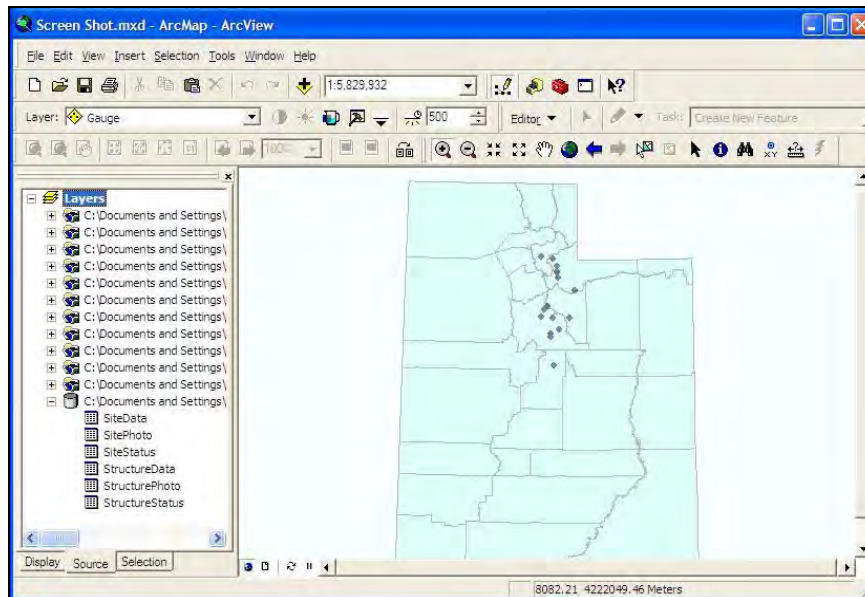 Screen Shot.mxd - ArcMap - ArcView
File Edit View Insert Selection Tools Window Help
1:5,829,932
Layer: Gauge 500 Editor Task: Create New Feature
100%
Layers
C:\Documents and Settings\
C:\Documents and Settings\
C:\Documents and Settings\
C:\Documents and Settings\
C:\Documents and Settings\
C:\Documents and Settings\
C:\Documents and Settings\
C:\Documents and Settings\
C:\Documents and Settings\
C:\Documents and Settings\
C:\Documents and Settings\
C:\Documents and Settings\
SiteData
SitePhoto
SiteStatus
StructureData
StructurePhoto
StructureStatus
Display Source Selection
8082.21 4222049.46 Meters